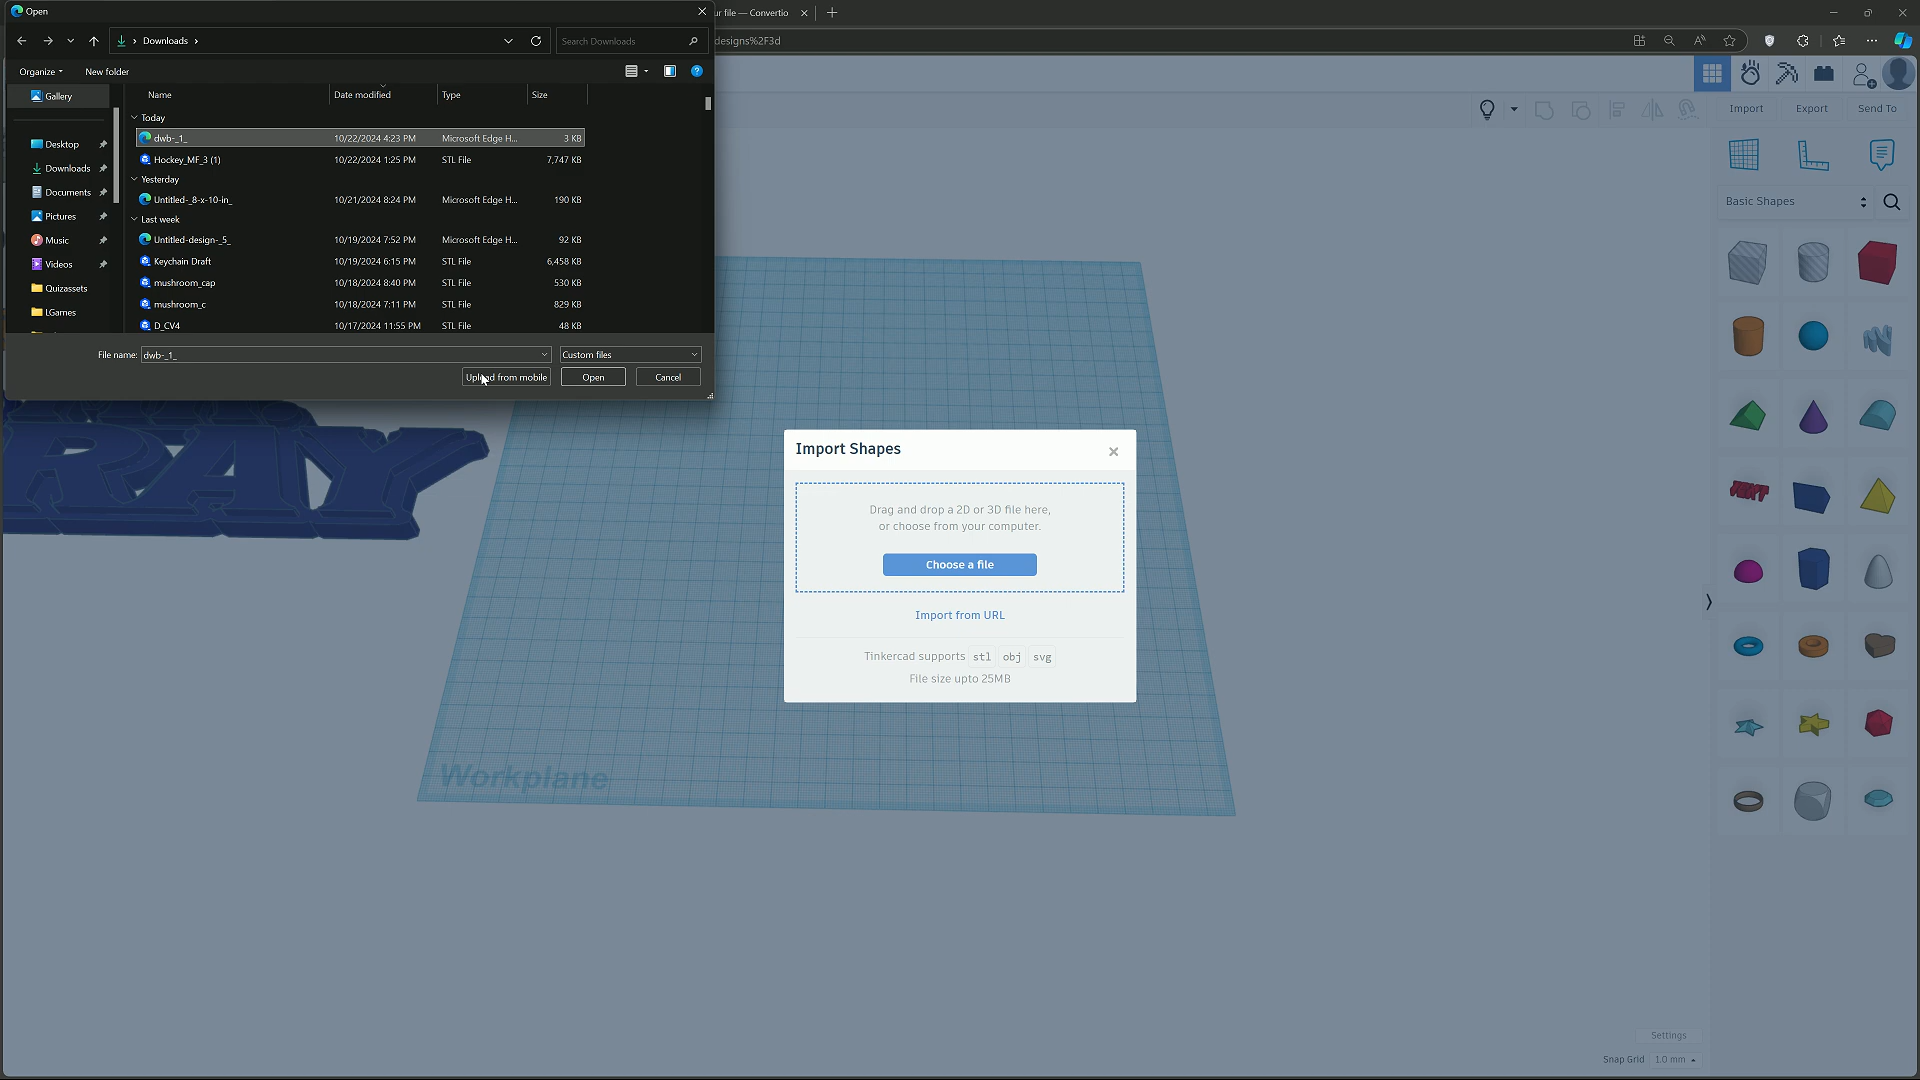 Open
ur file — Convertio
Downloads
Search Downloads
designs%2F3d
Organize
New folder
Gallery
Desktop
Downloads
Documents
Pictures
Music
Videos
Quizassets
LGames
Name Date modified Type Size
Today
dwb-_1_ 10/22/2024 4:23 PM Microsoft Edge H... 3 KB
Hockey_MF_3 (1) 10/22/2024 1:25 PM STL File 7,747 KB
Yesterday
Untitled-_8-x-10-in_ 10/21/2024 8:24 PM Microsoft Edge H... 190 KB
Last week
Untitled-design-_5_ 10/19/2024 7:52 PM Microsoft Edge H... 92 KB
Keychain Draft 10/19/2024 6:15 PM STL File 6,458 KB
mushroom_cap 10/18/2024 8:40 PM STL File 530 KB
mushroom_c 10/18/2024 7:11 PM STL File 829 KB
D_CV4 10/17/2024 11:55 PM STL File 48 KB
File name: dwb-_1_ Custom files
Upload from mobile Open Cancel
RAY
Workplane
Import Shapes
Drag and drop a 2D or 3D file here,
or choose from your computer.
Choose a file
Import from URL
Tinkercad supports stl obj svg
File size upto 25MB
Import Export Send To
Basic Shapes
TEXT
Settings
Snap Grid 1.0 mm